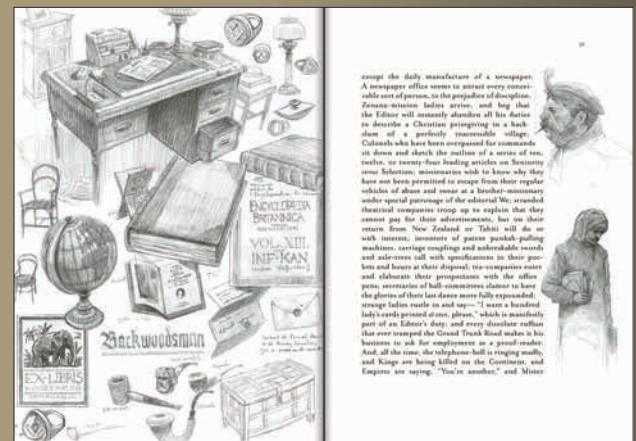 ENCYCLOPÆDIA
BRITANNICA
VOL. XIII.
INF-KAN
Backwoodsman
EX-LIBRIS
except the daily manufacture of a newspaper.
A newspaper office seems to attract every concei-
vable sort of person, to the prejudice of discipline.
Zenana-mission ladies arrive, and beg that
the Editor will instantly abandon all his duties
to describe a Christian prizegiving in a back-
slum of a perfectly inaccessible village;
Colonels who have been overpassed for command
sit down and sketch the outline of a series of ten,
twelve, or twenty-four leading articles on Seniority
versus Selection; missionaries wish to know why they
have not been permitted to escape from their regular
vehicles of abuse and swear at a brother-missionary
under special patronage of the editorial We; stranded
theatrical companies troop up to explain that they
cannot pay for their advertisements, but on their
return from New Zealand or Tahiti will do so
with interest; inventors of patent punkah-pulling
machines, carriage couplings and unbreakable swords
and axle-trees call with specifications in their poc-
kets and hours at their disposal; tea-companies enter
and elaborate their prospectuses with the office
pens; secretaries of ball-committees clamor to have
the glories of their last dance more fully expounded;
strange ladies rustle in and say— "I want a hundred
lady's cards printed at once, please," which is manifestly
part of an Editor's duty; and every dissolute ruffian
that ever tramped the Grand Trunk Road makes it his
business to ask for employment as a proof-reader.
And, all the time, the telephone-bell is ringing madly,
and Kings are being killed on the Continent, and
Empires are saying, "You're another," and Mister